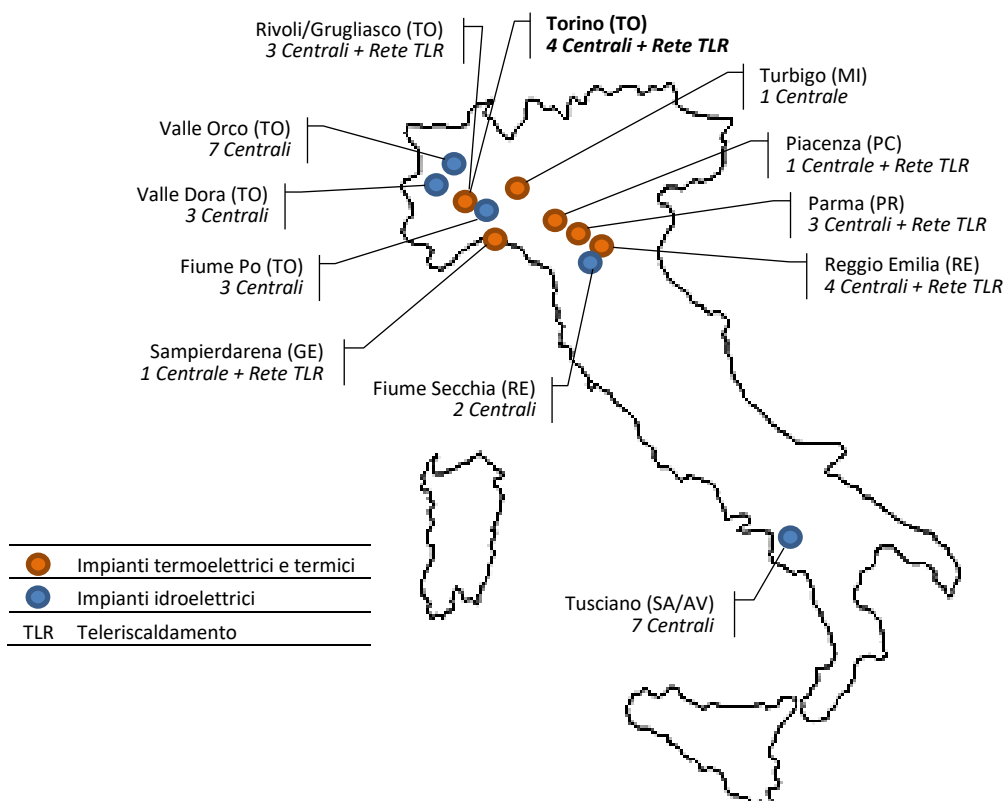 Rivoli/Grugliasco (TO)
3 Centrali + Rete TLR
Torino (TO)
4 Centrali + Rete TLR
Turbigo (MI)
1 Centrale
Valle Orco (TO)
7 Centrali
Piacenza (PC)
1 Centrale + Rete TLR
Valle Dora (TO)
3 Centrali
Parma (PR)
3 Centrali + Rete TLR
Fiume Po (TO)
3 Centrali
Reggio Emilia (RE)
4 Centrali + Rete TLR
Sampierdarena (GE)
1 Centrale + Rete TLR
Fiume Secchia (RE)
2 Centrali
Impianti termoelettrici e termici
Impianti idroelettrici
TLR Teleriscaldamento
Tusciano (SA/AV)
7 Centrali